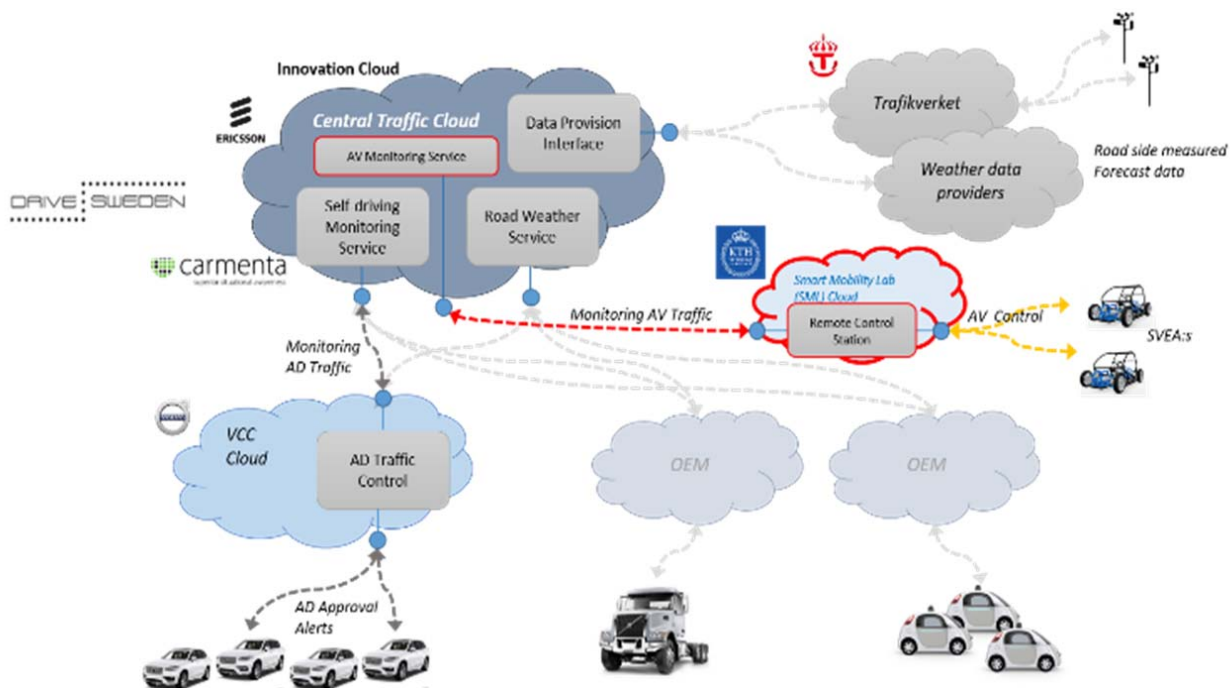 Innovation Cloud
ERICSSON
Central Traffic Cloud
AV Monitoring Service
Data Provision
Interface
Self driving
Monitoring
Service
Road Weather
Service
DRIVE SWEDEN
carmenta
Trafikverket
Weather data
providers
Road side measured
Forecast data
KTH
Smart Mobility Lab
(SML) Cloud
Remote Control
Station
Monitoring AV Traffic
AV Control
SVEA:s
Monitoring
AD Traffic
VCC
Cloud
AD Traffic
Control
OEM
OEM
AD Approval
Alerts